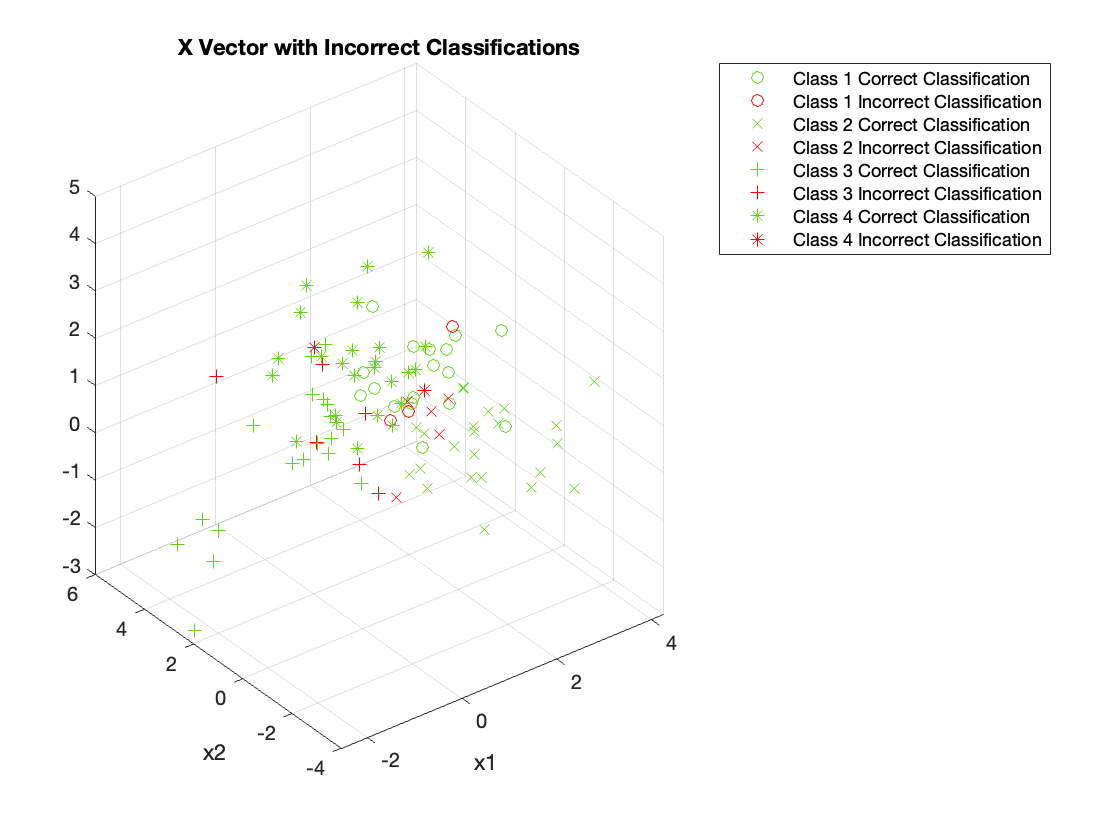 X Vector with Incorrect Classifications
Class 1 Correct Classification
Class 1 Incorrect Classification
Class 2 Correct Classification
Class 2 Incorrect Classification
Class 3 Correct Classification
Class 3 Incorrect Classification
Class 4 Correct Classification
Class 4 Incorrect Classification
5
4
3
2
1
0
-1
-2
-3
6
4
2
0
-2
-4
x2
-2
0
2
4
x1